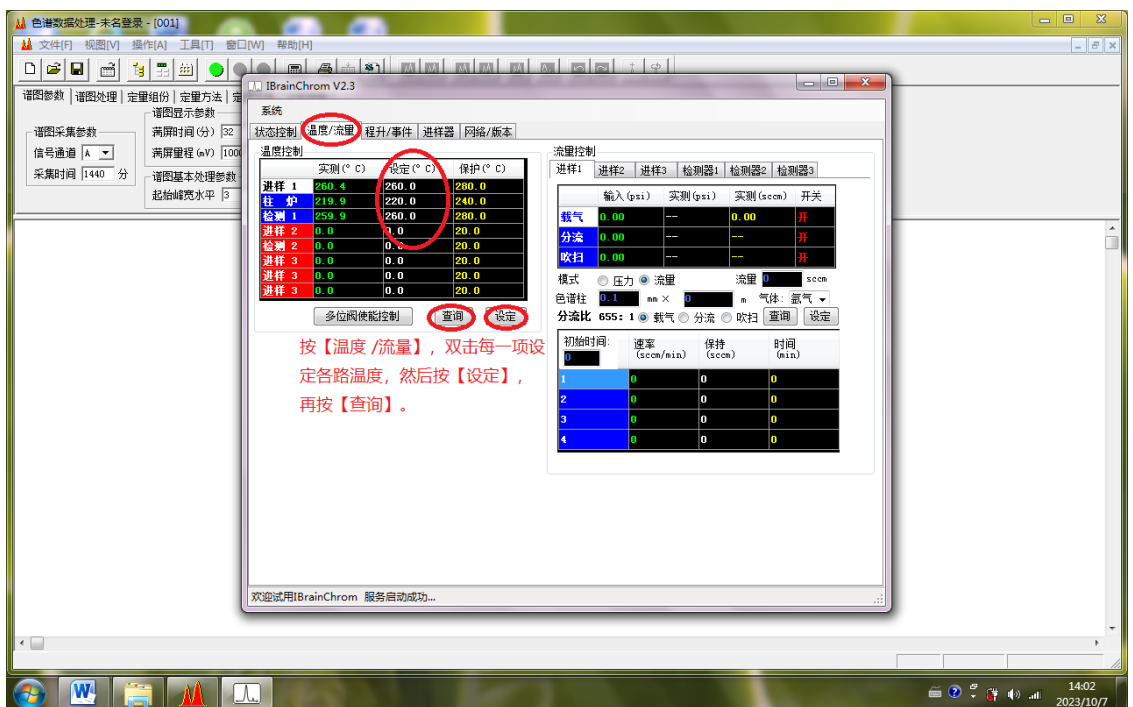 色谱数据处理-未名登录 - [001]
文件[F] 视图[V] 操作[A] 工具[T] 窗口[W] 帮助[H]
谱图参数 谱图处理 定量组份 定量方法
谱图采集参数
信号通道 A
采集时间 1440 分
谱图显示参数
满屏时间(分) 32
满屏量程(mV)
谱图基本处理参数
起始峰宽水平 3
IBrainChrom V2.3
系统
状态控制 温度/流量 程升/事件 进样器 网络/版本
温度控制
实测(° C) 设定(° C) 保护(° C)
进样 1 260.4 260.0 280.0
柱 炉 219.9 220.0 240.0
检测 1 259.9 260.0 280.0
进样 2 0.0 0.0 20.0
检测 2 0.0 0.0 20.0
进样 3 0.0 0.0 20.0
进样 3 0.0 0.0 20.0
进样 3 0.0 0.0 20.0
多位阀使能控制 查询 设定
按【温度 /流量】，双击每一项设
定各路温度，然后按【设定】，
再按【查询】。
流量控制
进样1 进样2 进样3 检测器1 检测器2 检测器3
输入(psi) 实测(psi) 实测(sccm) 开关
载气 0.00 -- 0.00 开
分流 0.00 -- -- 开
吹扫 0.00 -- -- 开
模式 压力 流量 流量 0 sccm
色谱柱 0.1 mm × 0 m 气体: 氩气
分流比 655: 1 载气 分流 吹扫 查询 设定
初始时间: 速率 保持 时间
0 (sccm/min) (sccm) (min)
1 0 0 0
2 0 0 0
3 0 0 0
4 0 0 0
欢迎试用IBrainChrom 服务启动成功...
14:02
2023/10/7